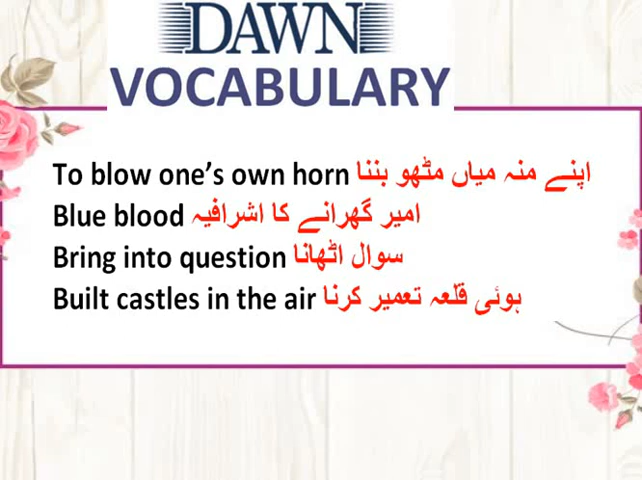 DAWN
VOCABULARY
To blow one's own horn اپنے منہ میاں مٹھو بننا
Blue blood امیر گھرانے کا اشرافیہ
Bring into question سوال اٹھانا
Built castles in the air ہوئی قلعہ تعمیر کرنا